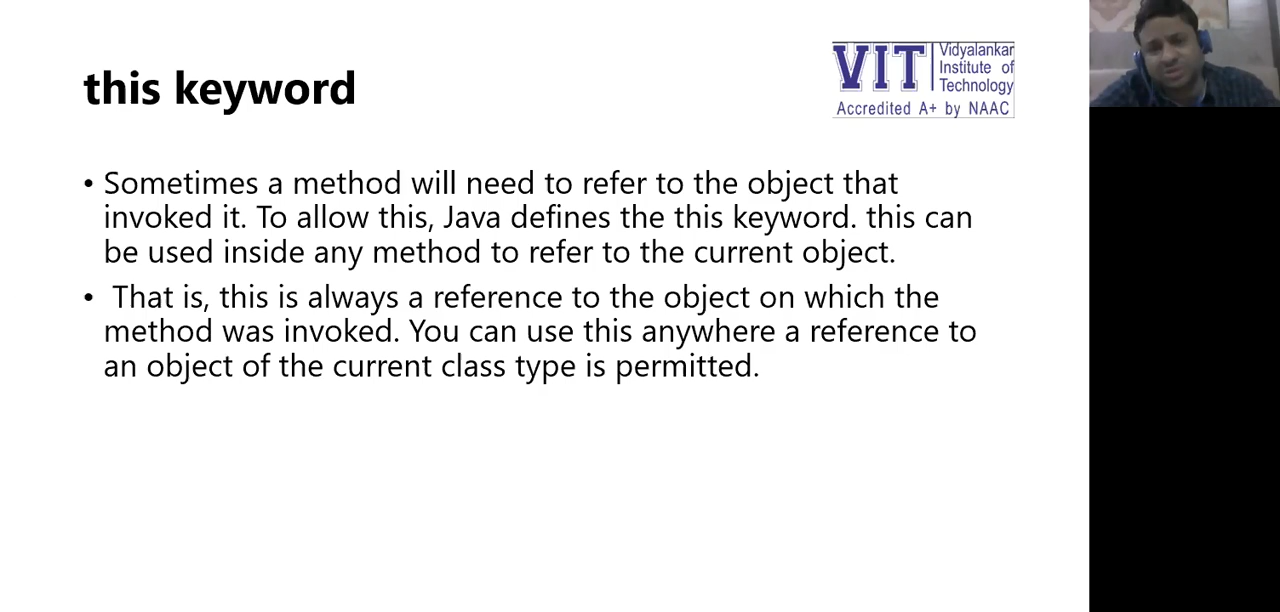 this keyword
VIT
Vidyalankar
Institute of
Technology
Accredited A+ by NAAC
• Sometimes a method will need to refer to the object that
invoked it. To allow this, Java defines the this keyword. this can
be used inside any method to refer to the current object.
• That is, this is always a reference to the object on which the
method was invoked. You can use this anywhere a reference to
an object of the current class type is permitted.